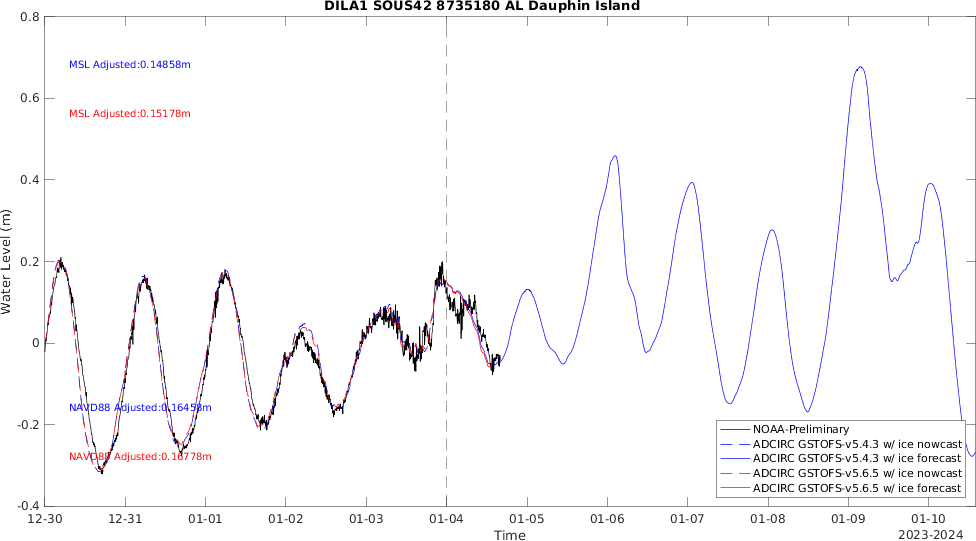 DILA1 SOUS42 8735180 AL Dauphin Island
0.8
MSL Adjusted:0.14858m
0.6
MSL Adjusted:0.15178m
0.4
0.2
Water Level (m)
0
NAVD88 Adjusted:0.16458m
-0.2
NAVD88 Adjusted:0.16778m
-0.4
NOAA-Preliminary
ADCIRC GSTOFS-v5.4.3 w/ ice nowcast
ADCIRC GSTOFS-v5.4.3 w/ ice forecast
ADCIRC GSTOFS-v5.6.5 w/ ice nowcast
ADCIRC GSTOFS-v5.6.5 w/ ice forecast
12-30 12-31 01-01 01-02 01-03 01-04 01-05 01-06 01-07 01-08 01-09 01-10
Time
2023-2024